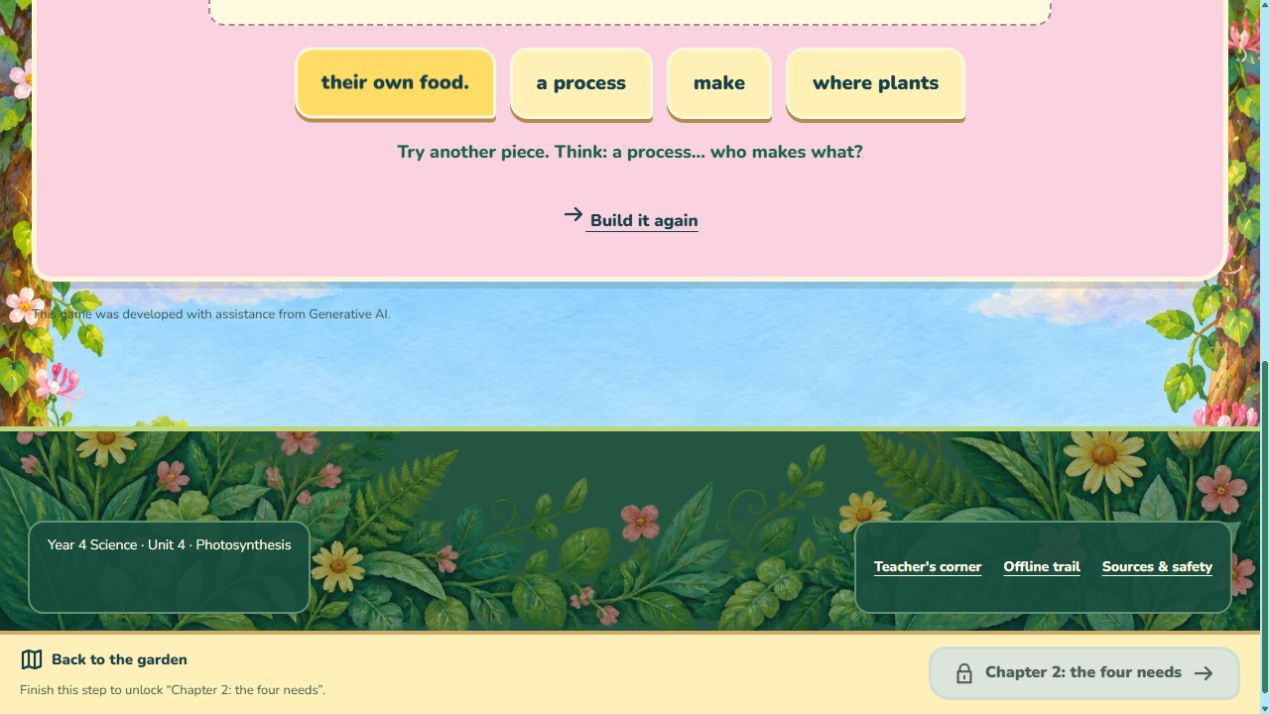 their own food.
a process
make
where plants
Try another piece. Think: a process... who makes what?
Build it again
This game was developed with assistance from Generative AI.
Year 4 Science · Unit 4 · Photosynthesis
Teacher's corner
Offline trail
Sources & safety
Back to the garden
Finish this step to unlock “Chapter 2: the four needs”.
Chapter 2: the four needs